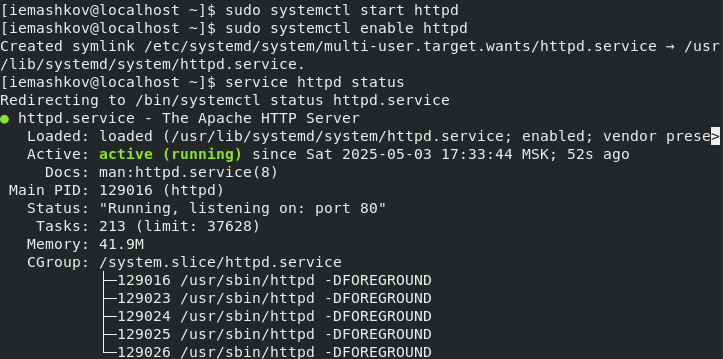 [iemashkov@localhost ~]$ sudo systemctl start httpd
[iemashkov@localhost ~]$ sudo systemctl enable httpd
Created symlink /etc/systemd/system/multi-user.target.wants/httpd.service → /usr
/lib/systemd/system/httpd.service.
[iemashkov@localhost ~]$ service httpd status
Redirecting to /bin/systemctl status httpd.service
● httpd.service - The Apache HTTP Server
   Loaded: loaded (/usr/lib/systemd/system/httpd.service; enabled; vendor prese>
   Active: active (running) since Sat 2025-05-03 17:33:44 MSK; 52s ago
     Docs: man:httpd.service(8)
 Main PID: 129016 (httpd)
   Status: "Running, listening on: port 80"
    Tasks: 213 (limit: 37628)
   Memory: 41.9M
   CGroup: /system.slice/httpd.service
           ├─129016 /usr/sbin/httpd -DFOREGROUND
           ├─129023 /usr/sbin/httpd -DFOREGROUND
           ├─129024 /usr/sbin/httpd -DFOREGROUND
           ├─129025 /usr/sbin/httpd -DFOREGROUND
           └─129026 /usr/sbin/httpd -DFOREGROUND